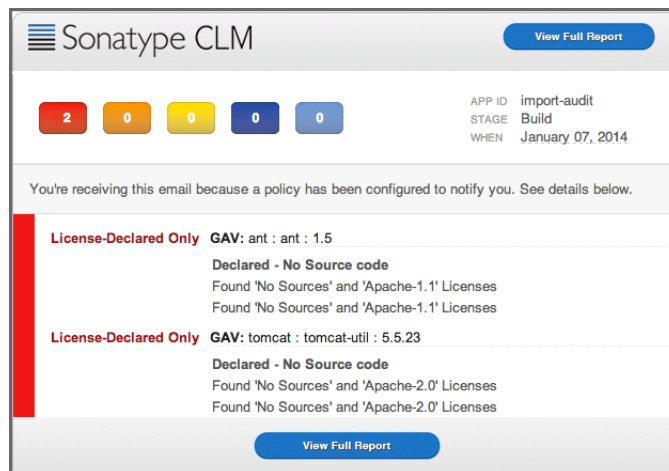 Sonatype CLM
View Full Report
2 0 0 0 0
APP ID import-audit
STAGE Build
WHEN January 07, 2014
You're receiving this email because a policy has been configured to notify you. See details below.
License-Declared Only GAV: ant : ant : 1.5
Declared - No Source code
Found 'No Sources' and 'Apache-1.1' Licenses
Found 'No Sources' and 'Apache-1.1' Licenses
License-Declared Only GAV: tomcat : tomcat-util : 5.5.23
Declared - No Source code
Found 'No Sources' and 'Apache-2.0' Licenses
Found 'No Sources' and 'Apache-2.0' Licenses
View Full Report